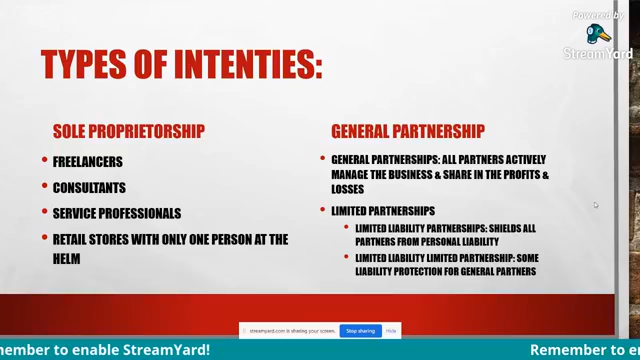 Powered by
StreamYard
TYPES OF INTENTIES:
SOLE PROPRIETORSHIP
FREELANCERS
CONSULTANTS
SERVICE PROFESSIONALS
RETAIL STORES WITH ONLY ONE PERSON AT THE
HELM
GENERAL PARTNERSHIP
GENERAL PARTNERSHIPS: ALL PARTNERS ACTIVELY
MANAGE THE BUSINESS & SHARE IN THE PROFITS &
LOSSES
LIMITED PARTNERSHIPS
LIMITED LIABILITY PARTNERSHIPS: SHIELDS ALL
PARTNERS FROM PERSONAL LIABILITY
LIMITED LIABILITY LIMITED PARTNERSHIP: SOME
LIABILITY PROTECTION FOR GENERAL PARTNERS
streamyard.com is sharing your screen. Stop sharing Hide
member to enable StreamYard! Remember to en